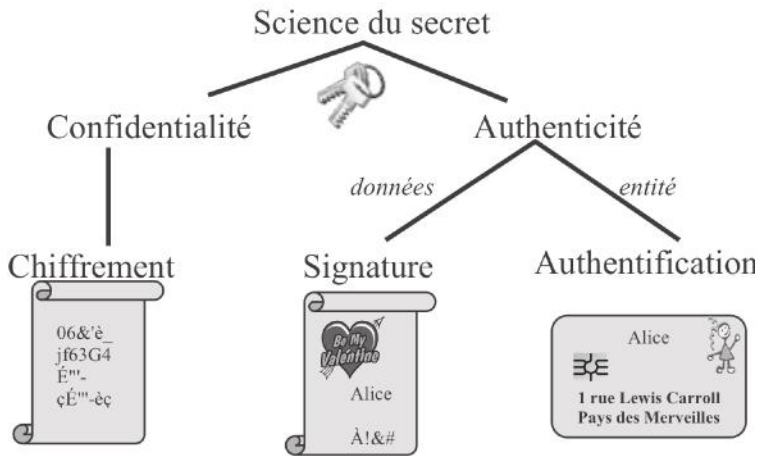 Science du secret
Confidentialité
Authenticité
données
entité
Chiffrement
Signature
Authentification
06&'è_
jf63G4
É"'-
çÉ"'-èç
Be My
Valentine
Alice
À!&#
Alice
1 rue Lewis Carroll
Pays des Merveilles